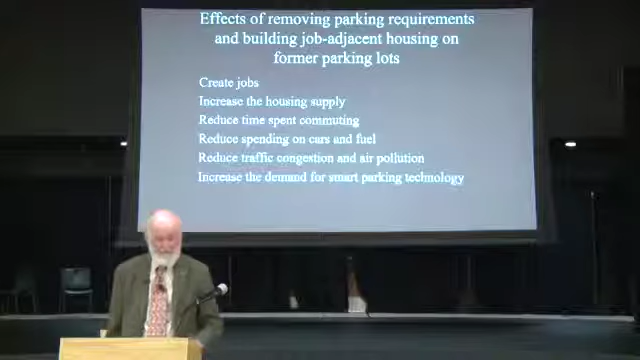 Effects of removing parking requirements
and building job-adjacent housing on
former parking lots
Create jobs
Increase the housing supply
Reduce time spent commuting
Reduce spending on cars and fuel
Reduce traffic congestion and air pollution
Increase the demand for smart parking technology